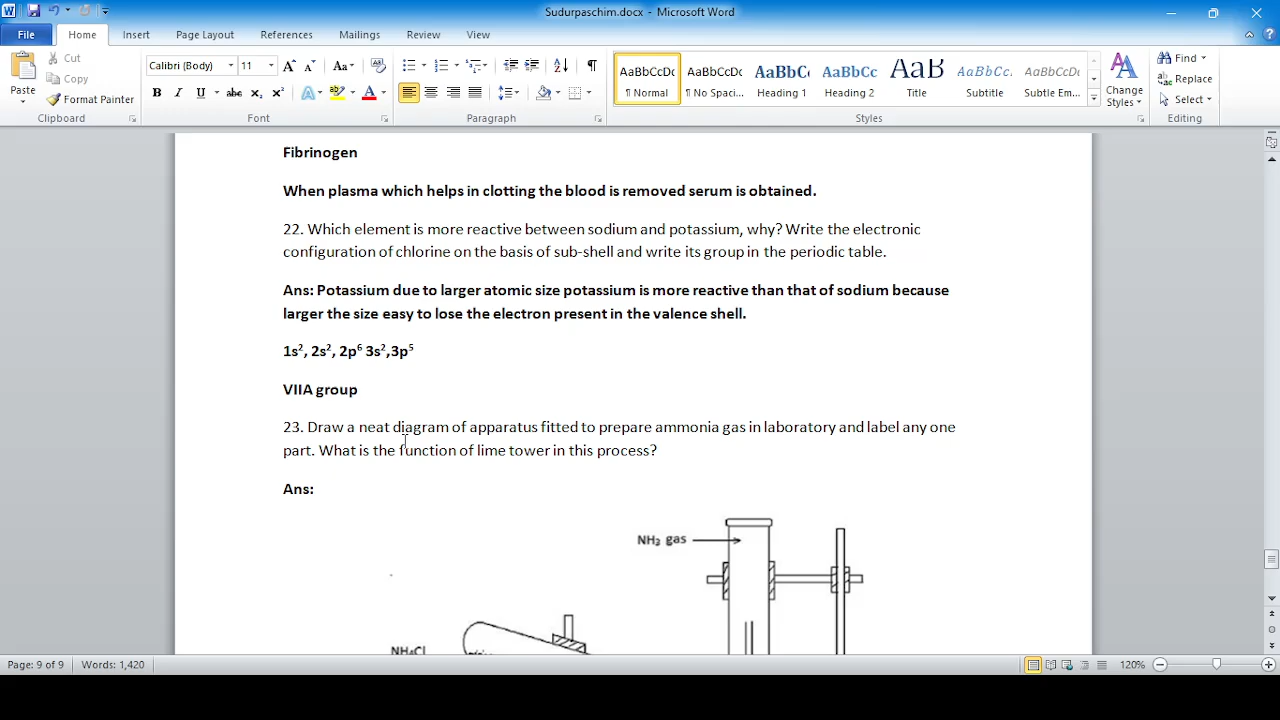 Sudurpaschim.docx - Microsoft Word
File Home Insert Page Layout References Mailings Review View
Paste
Cut
Copy
Format Painter
Clipboard
Calibri (Body) 11
Font
Paragraph
AaBbCcDc AaBbCcDc AaBbCc AaBbCc AaB AaBbCc. AaBbCcDc
¶ Normal ¶ No Spaci... Heading 1 Heading 2 Title Subtitle Subtle Em...
Styles
Change Styles
Find
Replace
Select
Editing
Fibrinogen
When plasma which helps in clotting the blood is removed serum is obtained.
22. Which element is more reactive between sodium and potassium, why? Write the electronic
configuration of chlorine on the basis of sub-shell and write its group in the periodic table.
Ans: Potassium due to larger atomic size potassium is more reactive than that of sodium because
larger the size easy to lose the electron present in the valence shell.
1s², 2s², 2p⁶ 3s²,3p⁵
VIIA group
23. Draw a neat diagram of apparatus fitted to prepare ammonia gas in laboratory and label any one
part. What is the function of lime tower in this process?
Ans:
NH₃ gas
NH₄Cl
Page: 9 of 9 Words: 1,420 120%